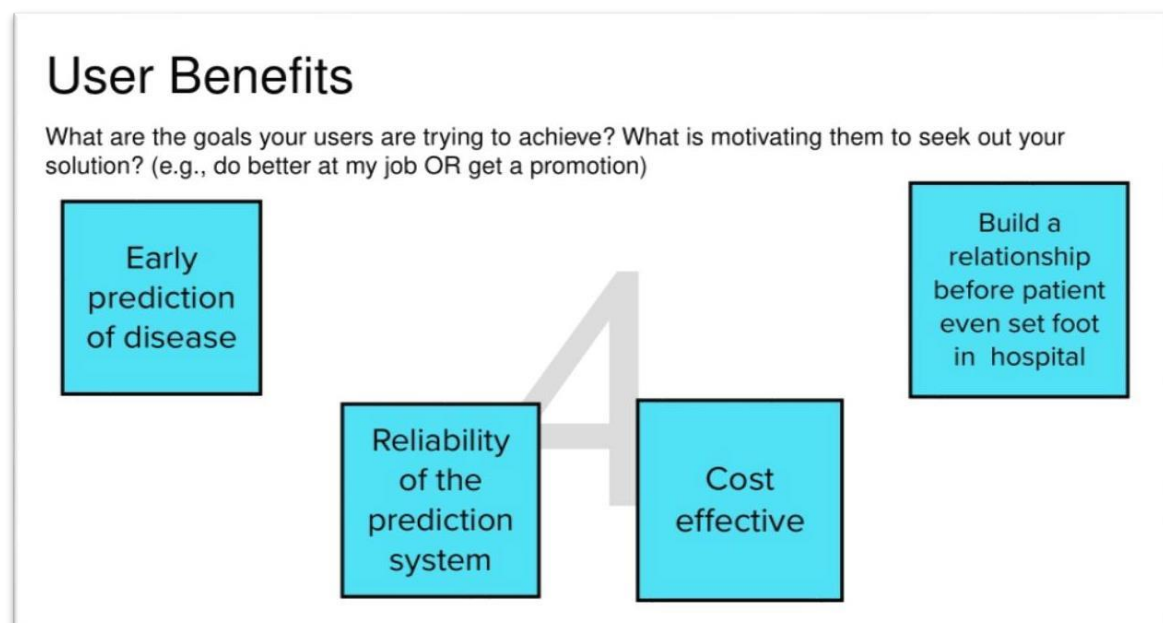 User Benefits
What are the goals your users are trying to achieve? What is motivating them to seek out your
solution? (e.g., do better at my job OR get a promotion)
Early
prediction
of disease
Build a
relationship
before patient
even set foot
in hospital
4
Reliability
of the
prediction
system
Cost
effective